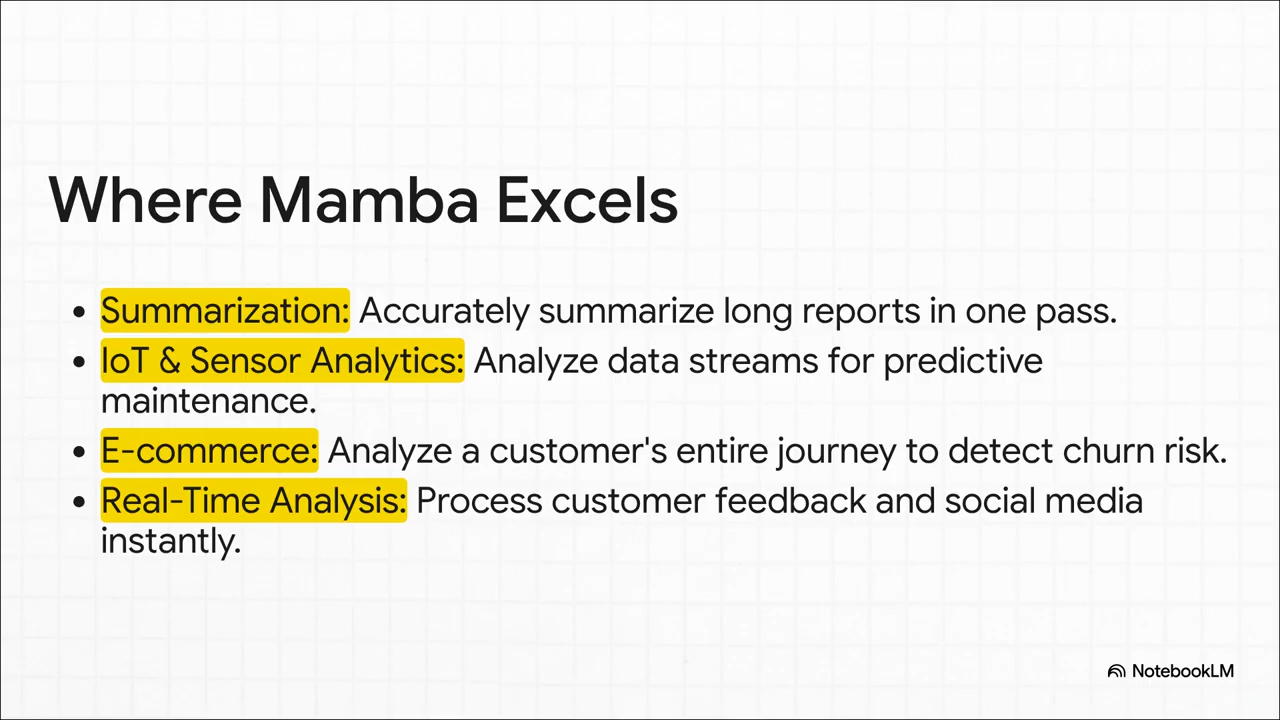 Where Mamba Excels
• Summarization: Accurately summarize long reports in one pass.
• IoT & Sensor Analytics: Analyze data streams for predictive
maintenance.
• E-commerce: Analyze a customer's entire journey to detect churn risk.
• Real-Time Analysis: Process customer feedback and social media
instantly.
NotebookLM